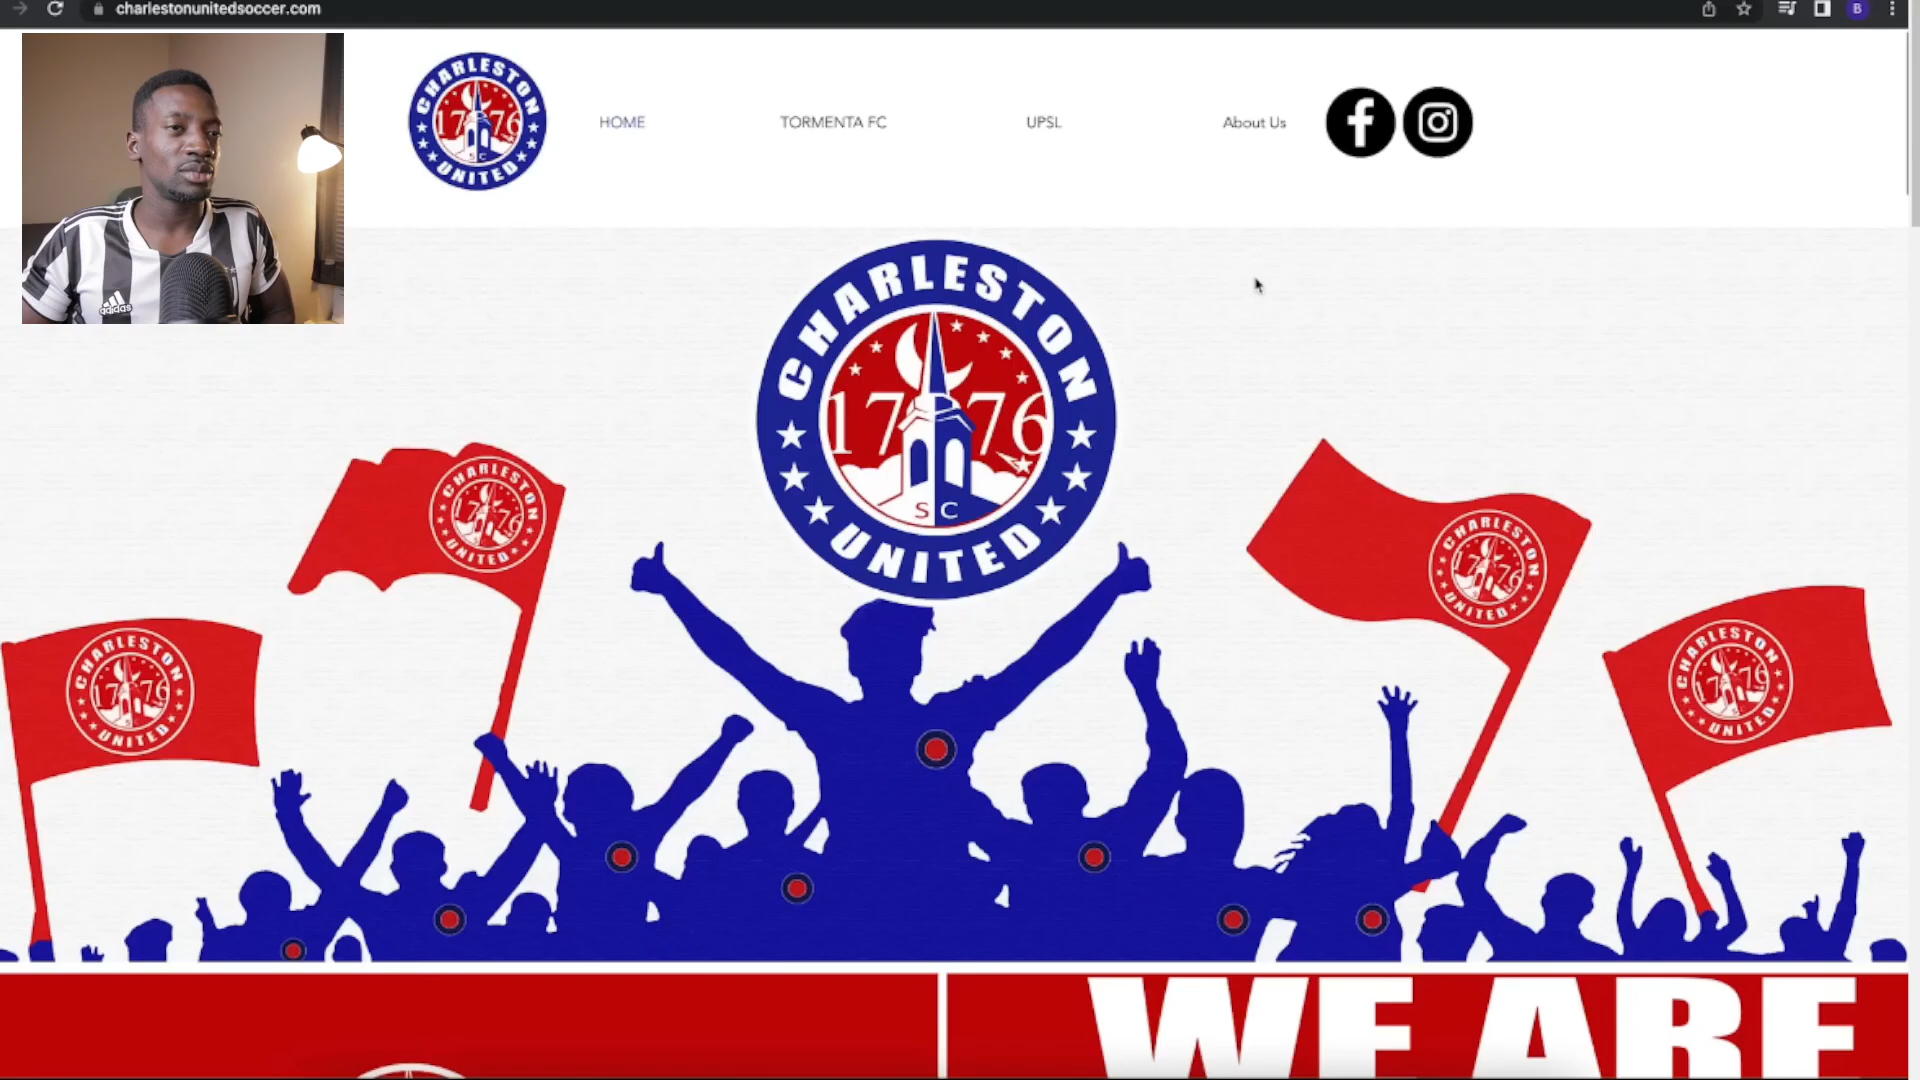 charlestonunitedsoccer.com
B
CHARLESTON
1776
SC
UNITED
HOME
TORMENTA FC
UPSL
About Us
adidas
CHARLESTON
1776
SC
UNITED
CHARLESTON
1776
UNITED
CHARLESTON
1776
UNITED
CHARLESTON
1776
UNITED
CHARLESTON
1776
UNITED
WE ARE